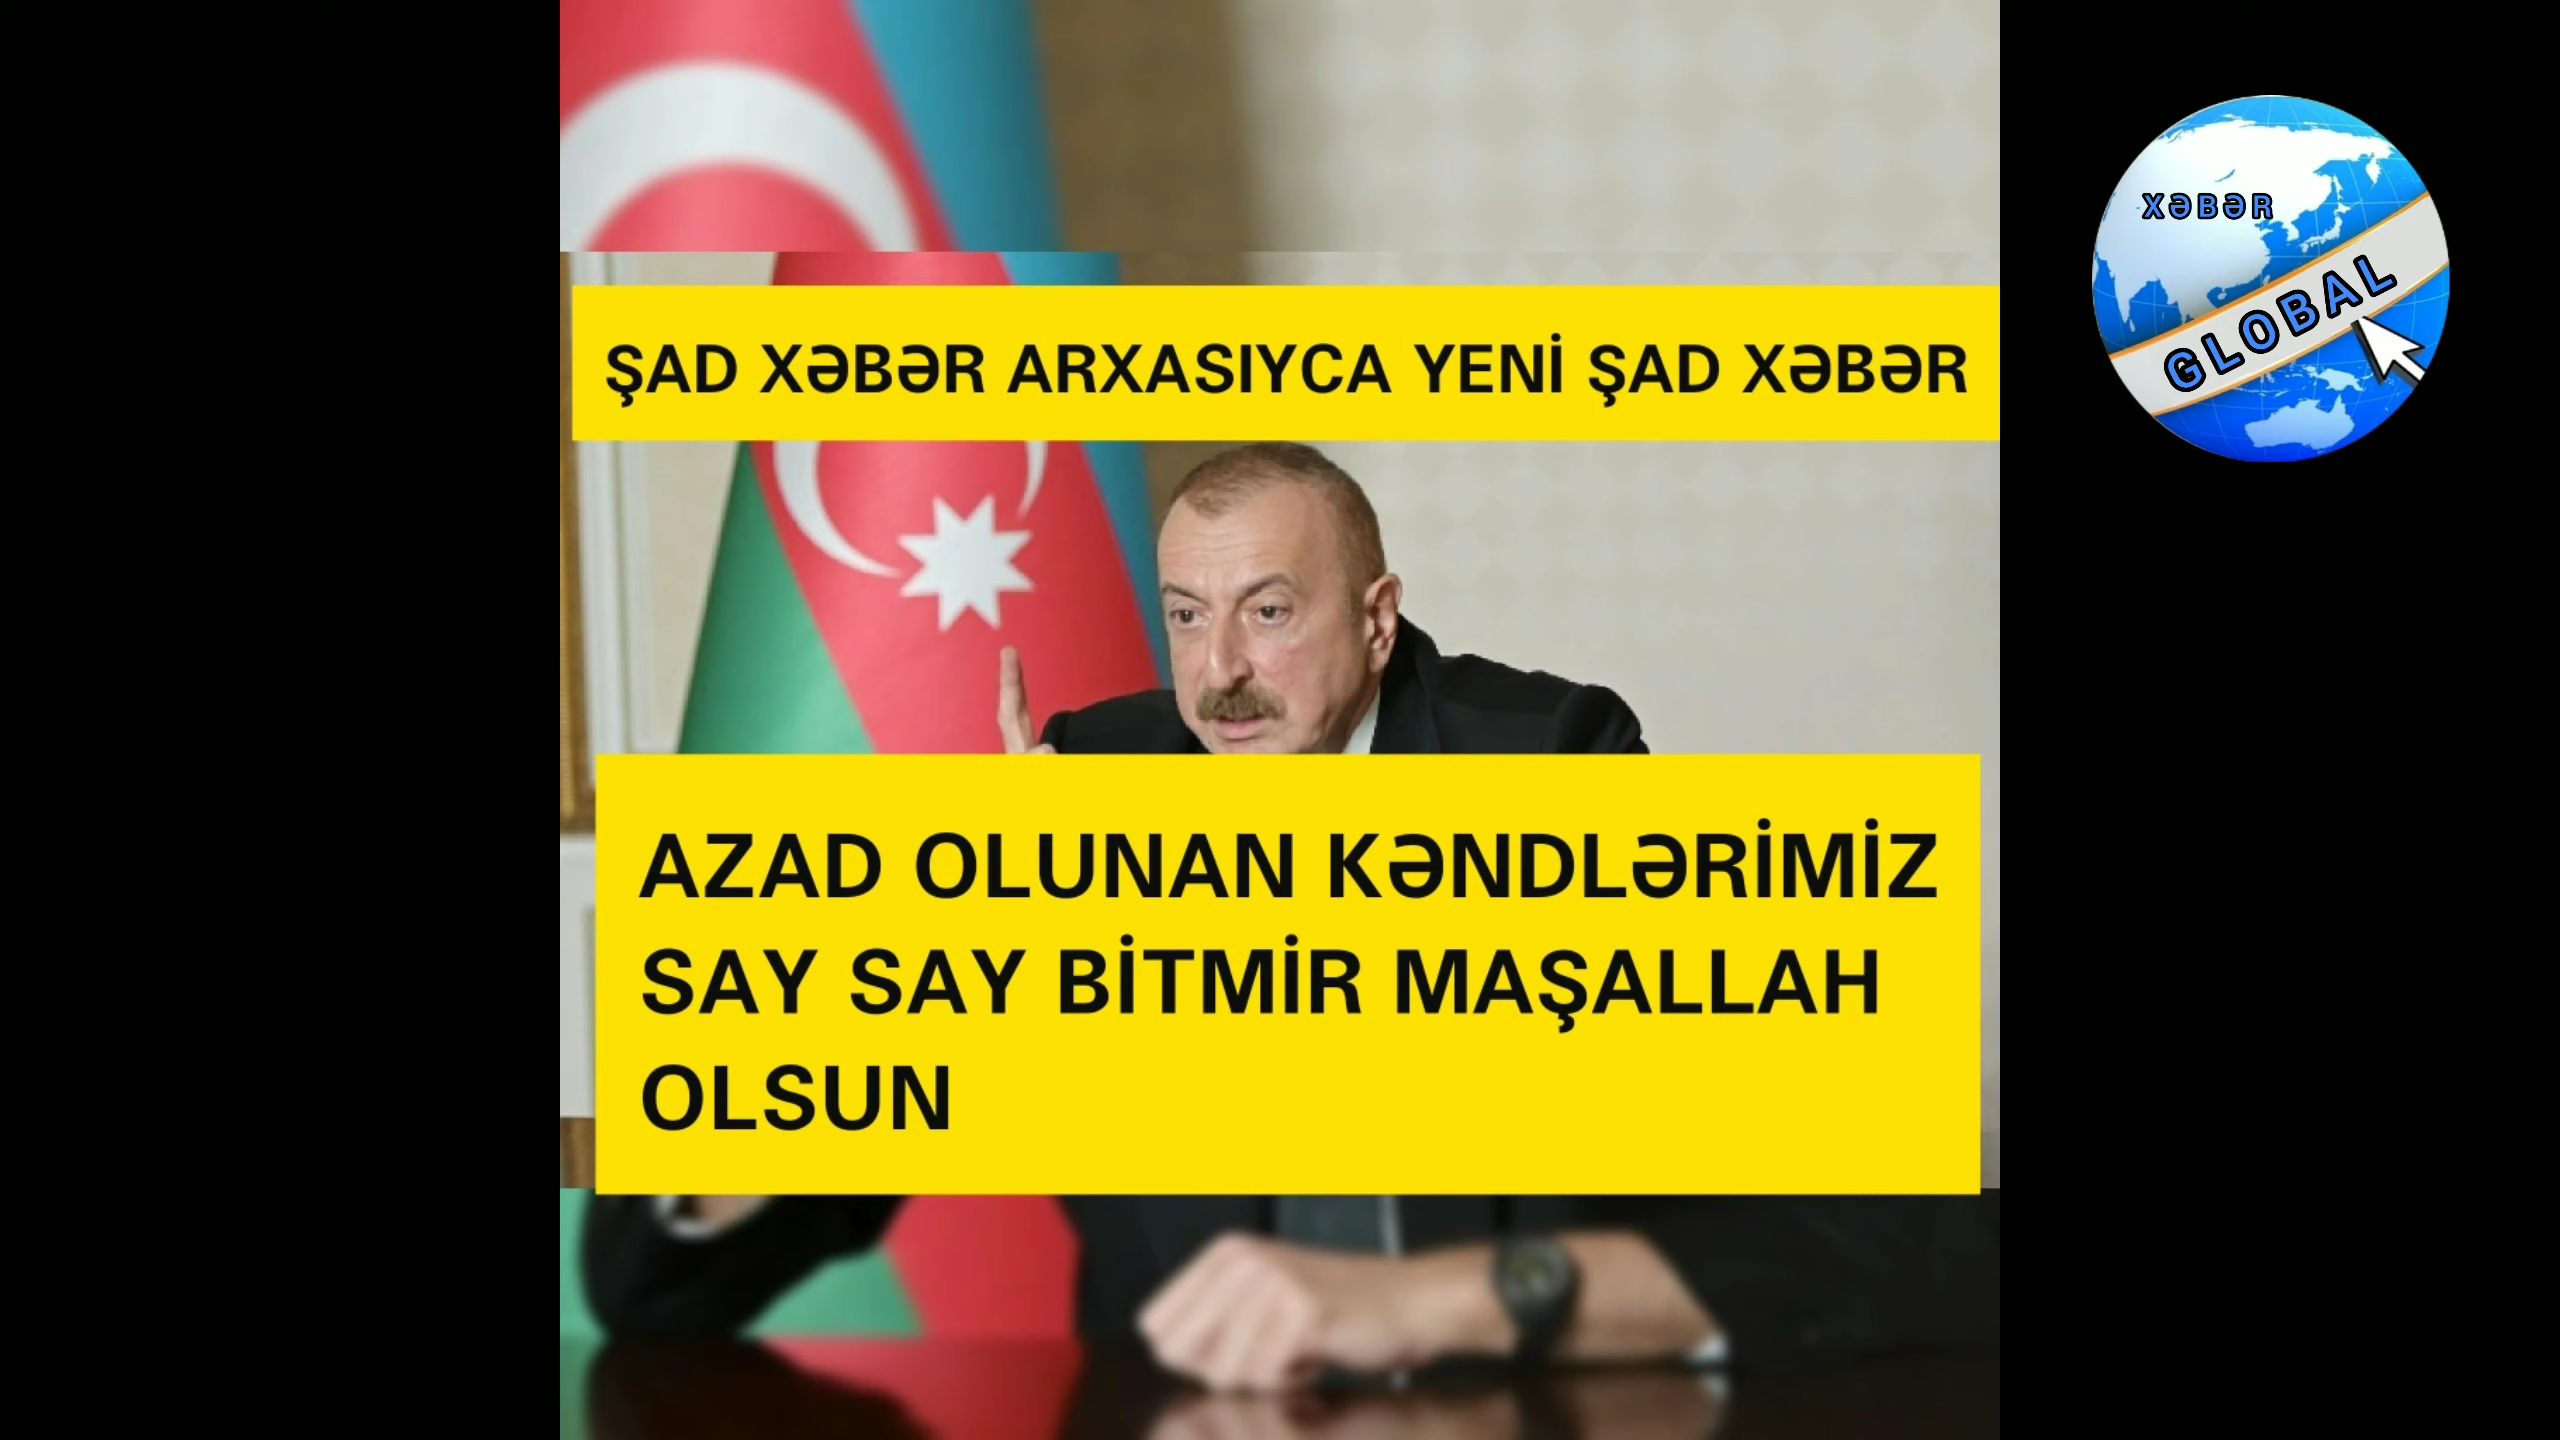 ŞAD XƏBƏR ARXASIYCA YENİ ŞAD XƏBƏR
XƏBƏR
GLOBAL
AZAD OLUNAN KƏNDLƏRİMİZ
SAY SAY BİTMİR MAŞALLAH
OLSUN